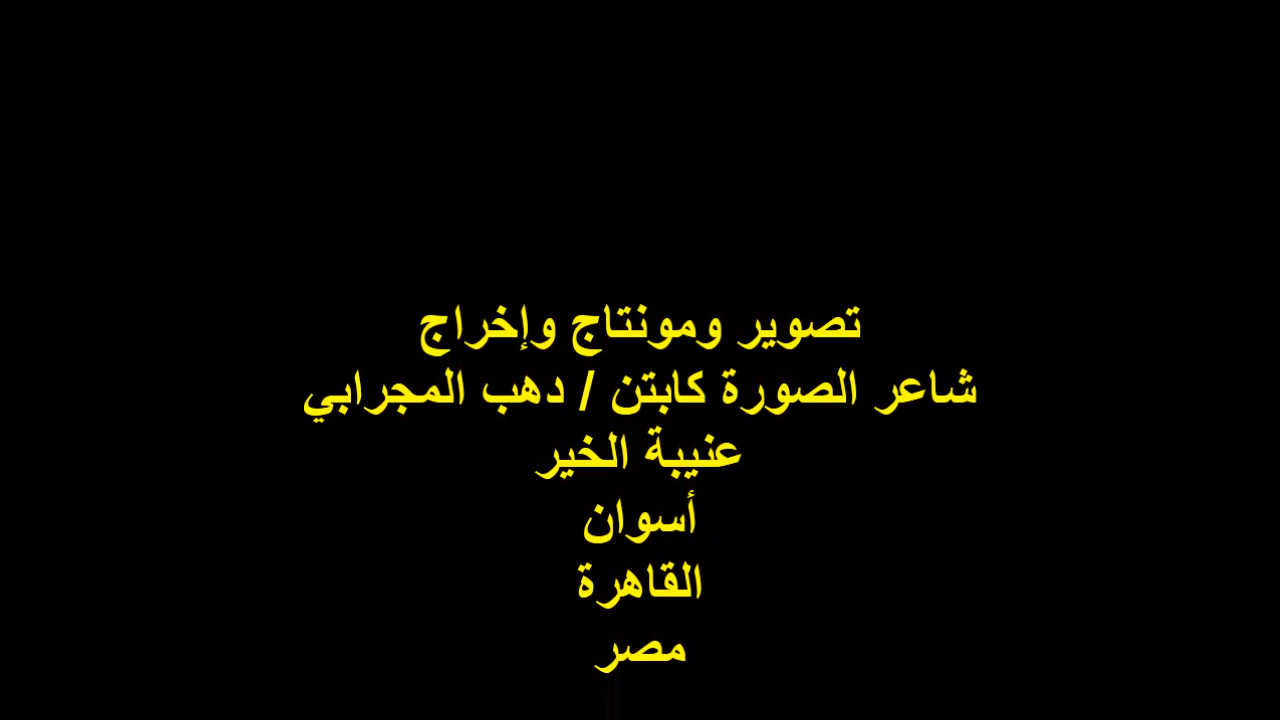 تصوير ومونتاج وإخراج
شاعر الصورة كابتن / دهب المجرابي
عنيبة الخير
أسوان
القاهرة
مصر